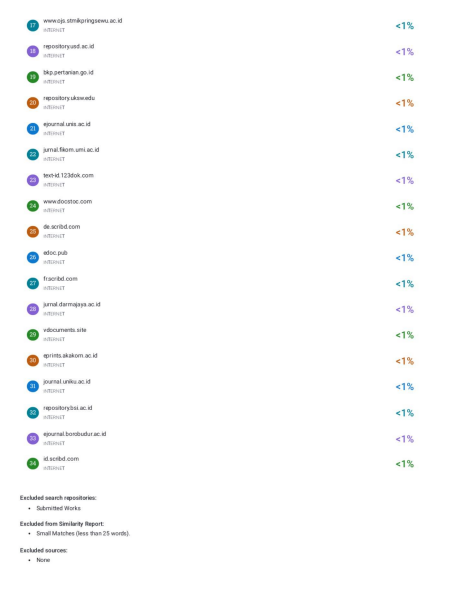 17
www.ojs.stmikpringsewu.ac.id
<1%
INTERNET
18
repository.usd.ac.id
<1%
INTERNET
19
bkp.pertanian.go.id
<1%
INTERNET
20
repository.uksw.edu
<1%
INTERNET
21
ejournal.unis.ac.id
<1%
INTERNET
22
jurnal.fikom.umi.ac.id
<1%
INTERNET
23
text-id.123dok.com
<1%
INTERNET
24
www.docstoc.com
<1%
INTERNET
25
de.scribd.com
<1%
INTERNET
26
edoc.pub
<1%
INTERNET
27
fr.scribd.com
<1%
INTERNET
28
jurnal.darmajaya.ac.id
<1%
INTERNET
29
vdocuments.site
<1%
INTERNET
30
eprints.akakom.ac.id
<1%
INTERNET
31
journal.uniku.ac.id
<1%
INTERNET
32
repository.bsi.ac.id
<1%
INTERNET
33
ejournal.borobudur.ac.id
<1%
INTERNET
34
id.scribd.com
<1%
INTERNET
Excluded search repositories:
• Submitted Works
Excluded from Similarity Report:
• Small Matches (less than 25 words).
Excluded sources:
• None